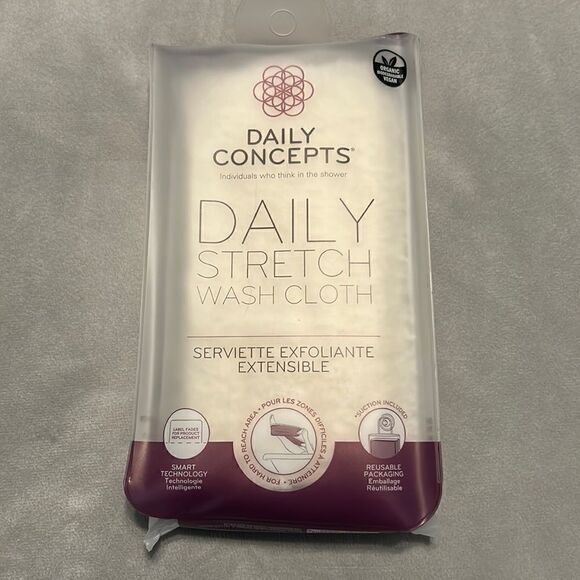 ORGANIC
BIODEGRADABLE
VEGAN
DAILY
CONCEPTS®
Individuals who think in the shower
DAILY
STRETCH
WASH CLOTH
SERVIETTE EXFOLIANTE
EXTENSIBLE
LABEL FADES
FOR PRODUCT
REPLACEMENT
SMART
TECHNOLOGY
Technologie
Intelligente
• POUR LES ZONES DIFFICILES À ATTEINDRE
• FOR HARD TO REACH AREA
*SUCTION INCLUDED
REUSABLE
PACKAGING
Emballage
Réutilisable